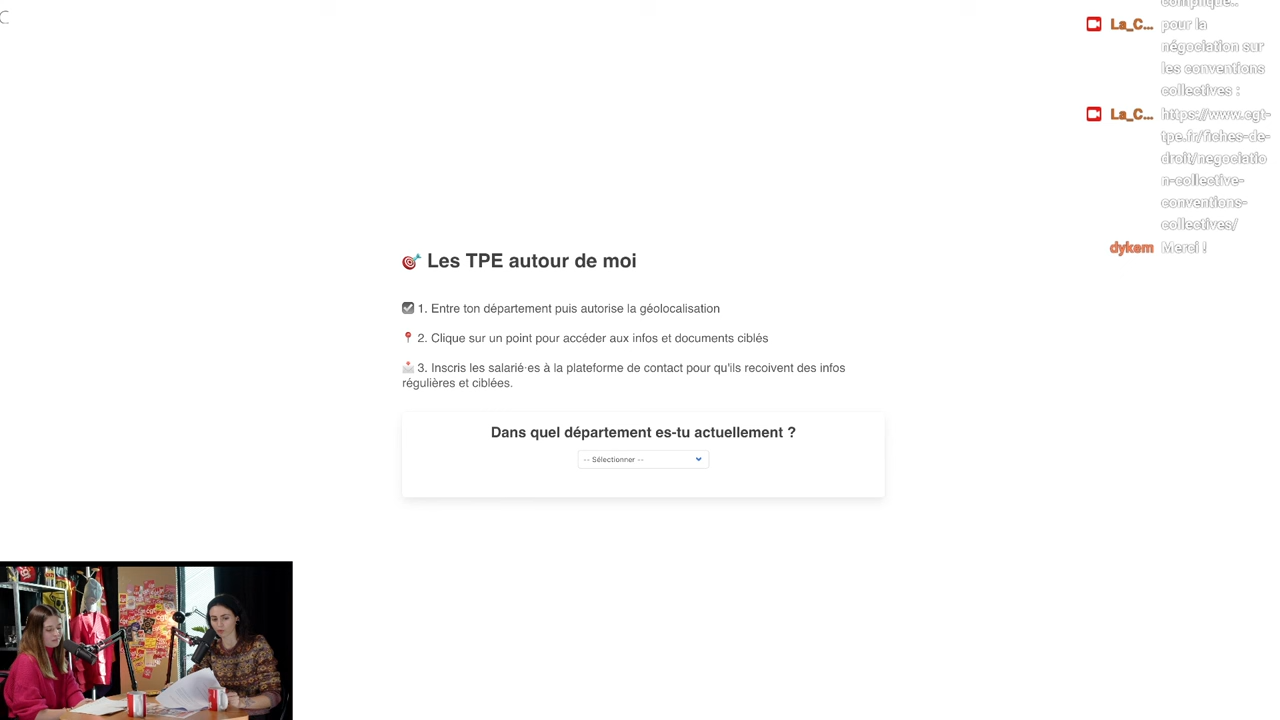 Les TPE autour de moi
1. Entre ton département puis autorise la géolocalisation
2. Clique sur un point pour accéder aux infos et documents ciblés
3. Inscris les salarié·es à la plateforme de contact pour qu'ils recoivent des infos
régulières et ciblées.
Dans quel département es-tu actuellement ?
-- Sélectionner --
compliqué..
La_C... pour la
négociation sur
les conventions
collectives :
La_C... https://www.cgt-
tpe.fr/fiches-de-
droit/negociatio
n-collective-
conventions-
collectives/
dykem Merci !